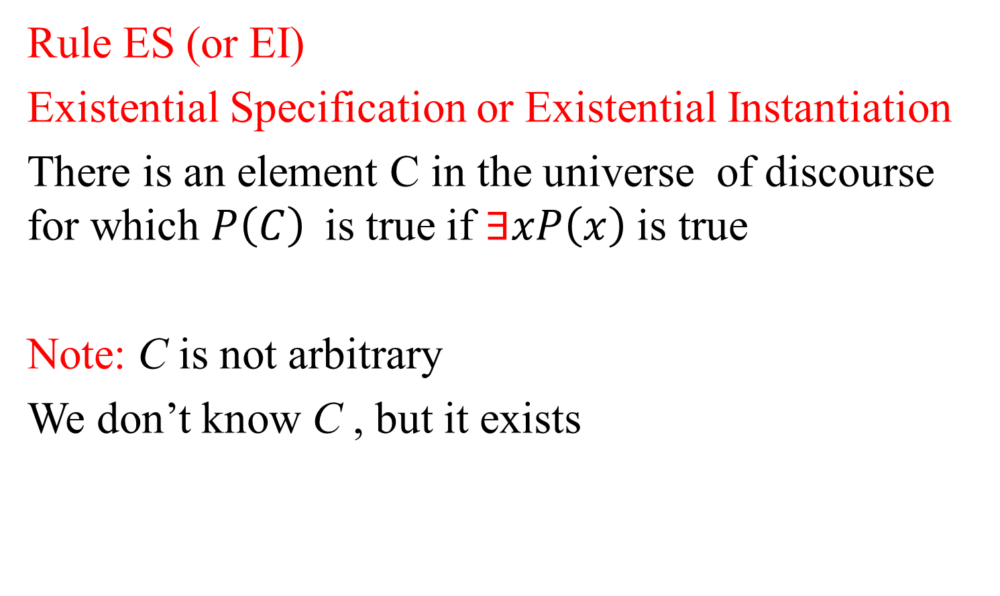 Rule ES (or EI)
Existential Specification or Existential Instantiation
There is an element C in the universe of discourse
for which P(C) is true if ∃xP(x) is true
Note: C is not arbitrary
We don’t know C , but it exists